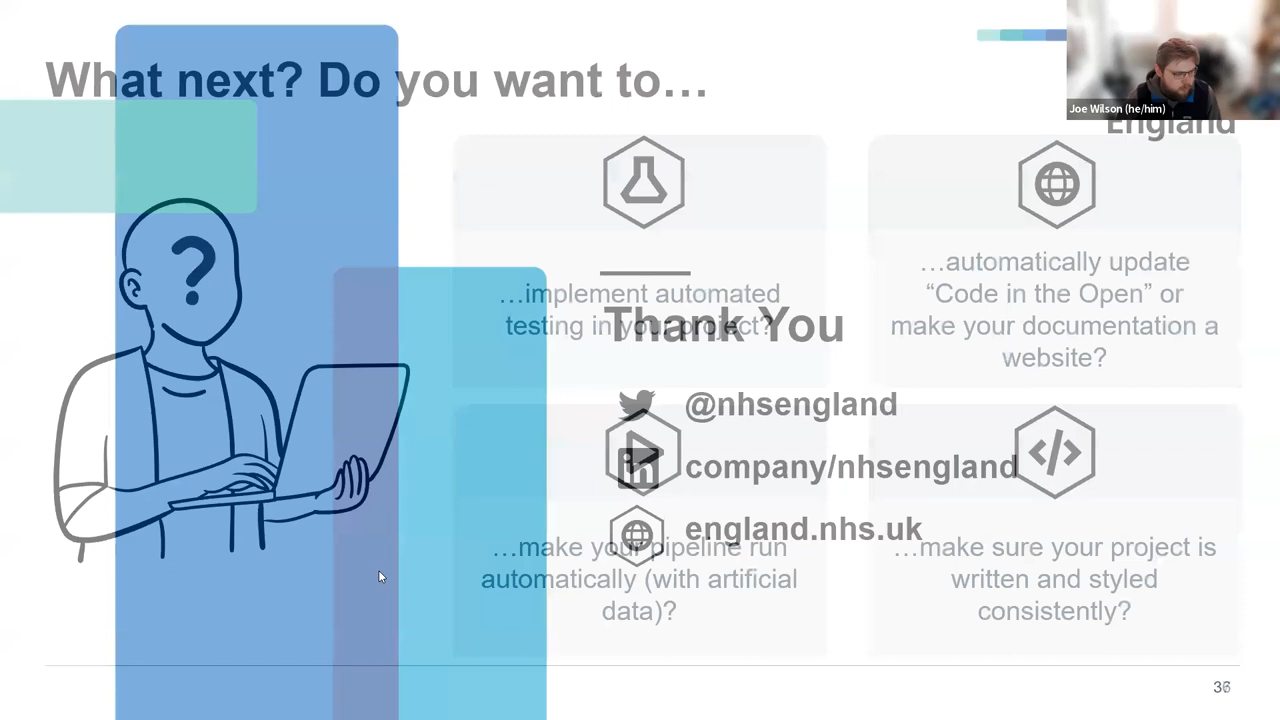 What next? Do you want to…
Joe Wilson (he/him)
England
…implement automated
testing in your project?
…automatically update
“Code in the Open” or
make your documentation a
website?
Thank You
@nhsengland
in company/nhsengland
england.nhs.uk
…make your pipeline run
automatically (with artificial
data)?
…make sure your project is
written and styled
consistently?
?